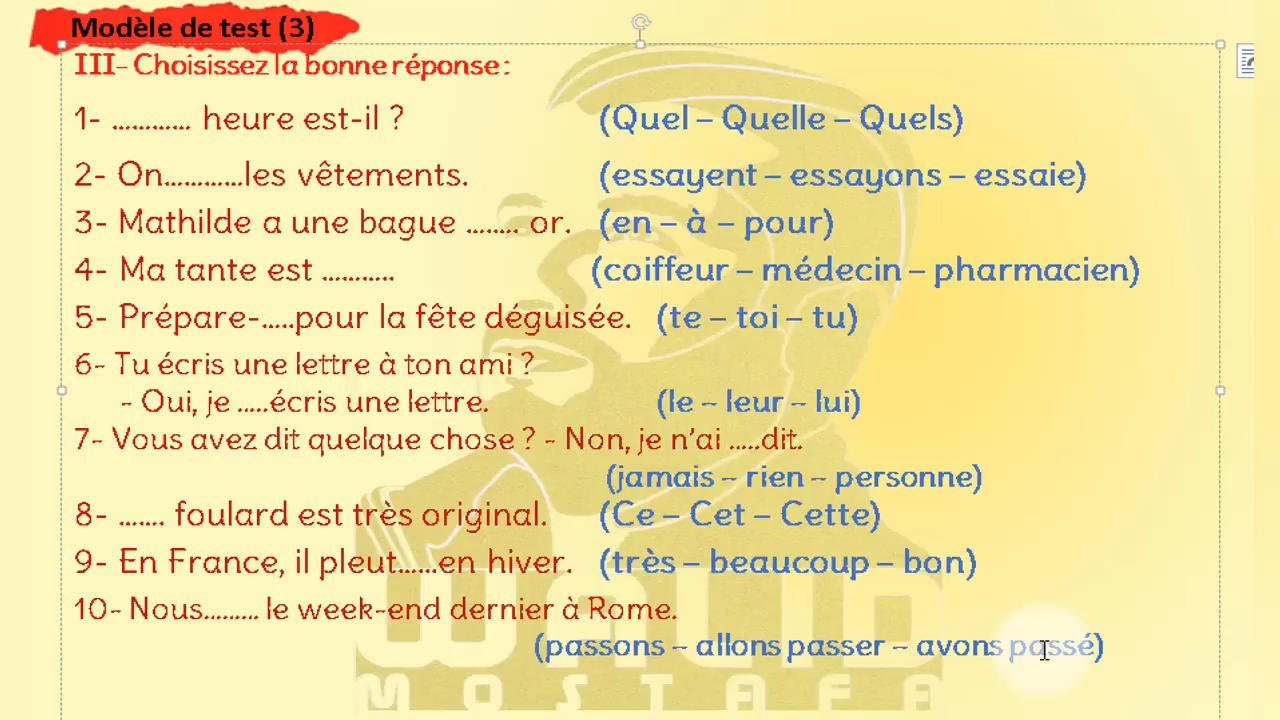 Modèle de test (3)
III- Choisissez la bonne réponse :
1- ............ heure est-il ? (Quel – Quelle – Quels)
2- On............les vêtements. (essayent – essayons – essaie)
3- Mathilde a une bague ........ or. (en – à – pour)
4- Ma tante est ........... (coiffeur – médecin – pharmacien)
5- Prépare-.....pour la fête déguisée. (te – toi – tu)
6- Tu écris une lettre à ton ami ?
- Oui, je .....écris une lettre. (le – leur – lui)
7- Vous avez dit quelque chose ? - Non, je n'ai .....dit.
(jamais – rien – personne)
8- ....... foulard est très original. (Ce – Cet – Cette)
9- En France, il pleut......en hiver. (très – beaucoup – bon)
10- Nous......... le week-end dernier à Rome.
(passons – allons passer – avons passé)
WALID
MOSTAFA